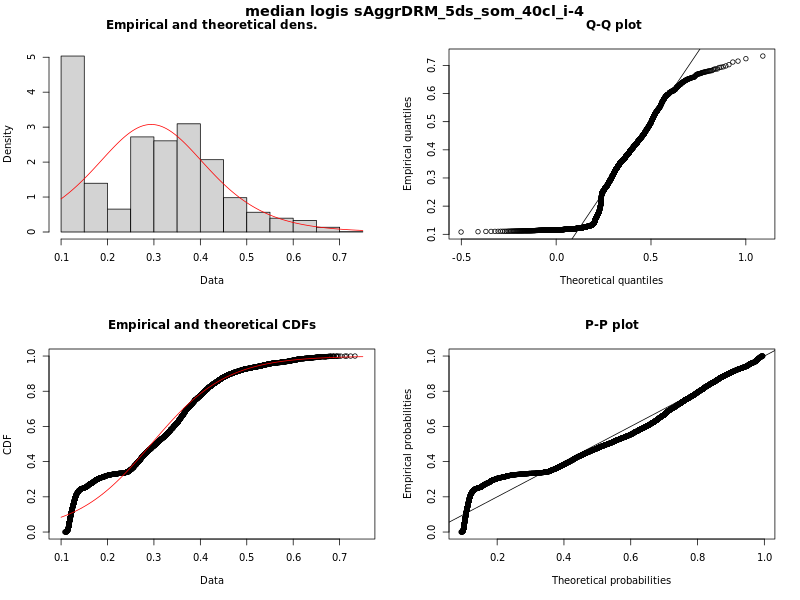 median logis sAggrDRM_5ds_som_40cl_i-4
Empirical and theoretical dens.
Density
0 1 2 3 4 5
0.1 0.2 0.3 0.4 0.5 0.6 0.7
Data
Q-Q plot
Empirical quantiles
0.1 0.2 0.3 0.4 0.5 0.6 0.7
-0.5 0.0 0.5 1.0
Theoretical quantiles
Empirical and theoretical CDFs
CDF
0.0 0.2 0.4 0.6 0.8 1.0
0.1 0.2 0.3 0.4 0.5 0.6 0.7
Data
P-P plot
Empirical probabilities
0.0 0.2 0.4 0.6 0.8 1.0
0.2 0.4 0.6 0.8 1.0
Theoretical probabilities